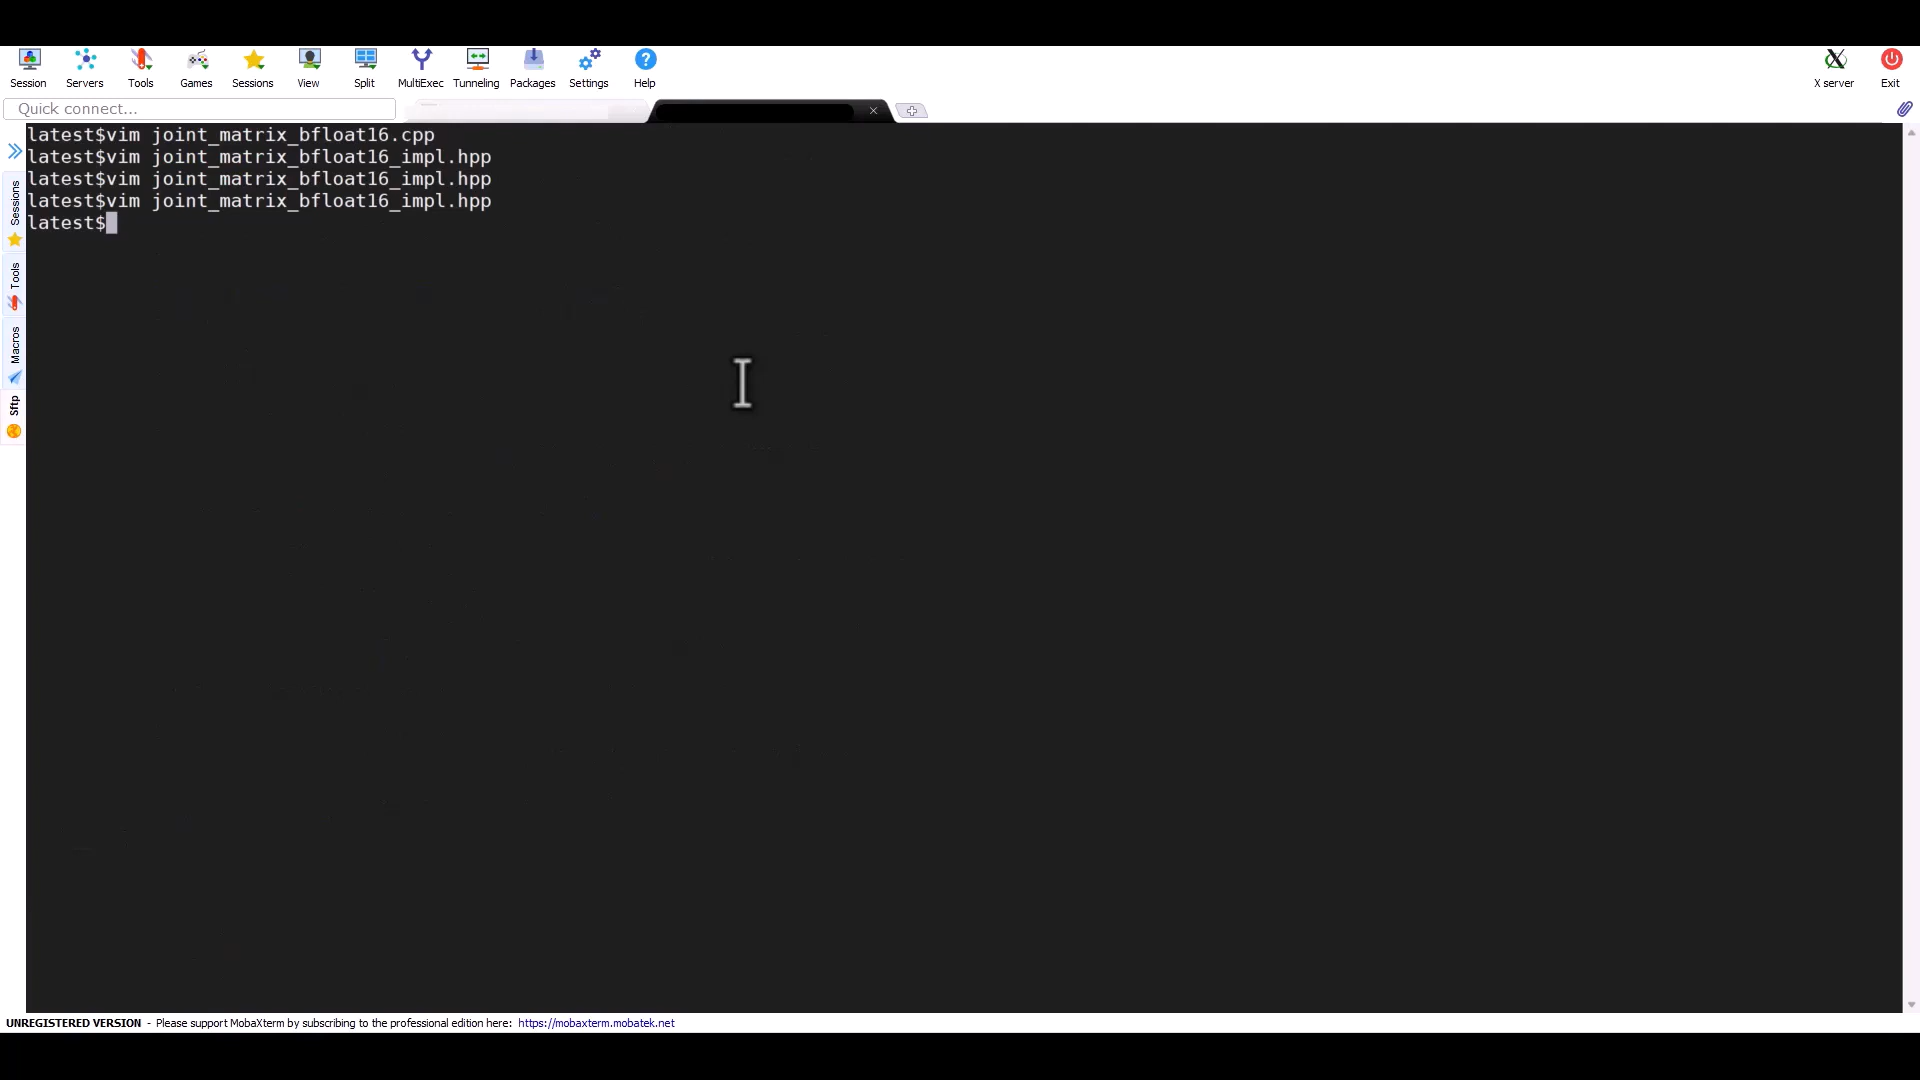 Session Servers Tools Games Sessions View Split MultiExec Tunneling Packages Settings Help X server Exit
Quick connect...
latest$vim joint_matrix_bfloat16.cpp
latest$vim joint_matrix_bfloat16_impl.hpp
latest$vim joint_matrix_bfloat16_impl.hpp
latest$vim joint_matrix_bfloat16_impl.hpp
latest$
Sessions
Tools
Macros
Sftp
UNREGISTERED VERSION - Please support MobaXterm by subscribing to the professional edition here: https://mobaxterm.mobatek.net